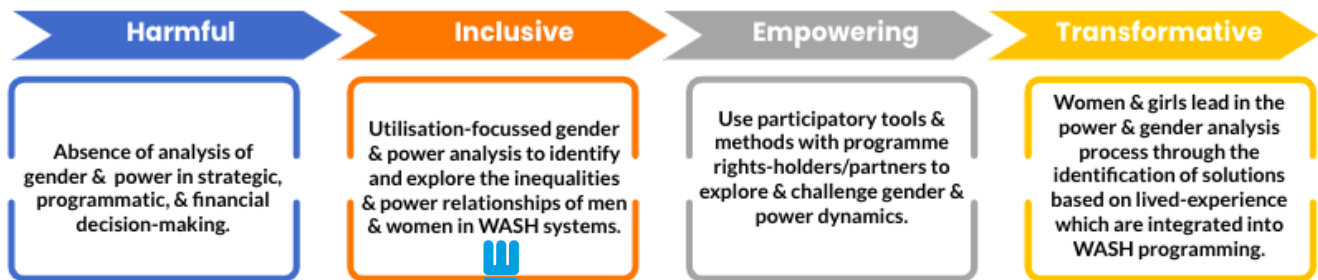 Harmful
Inclusive
Empowering
Transformative
Absence of analysis of
gender & power in strategic,
programmatic, & financial
decision-making.
Utilisation-focussed gender
& power analysis to identify
and explore the inequalities
& power relationships of men
& women in WASH systems.
Use participatory tools &
methods with programme
rights-holders/partners to
explore & challenge gender &
power dynamics.
Women & girls lead in the
power & gender analysis
process through the
identification of solutions
based on lived-experience
which are integrated into
WASH programming.